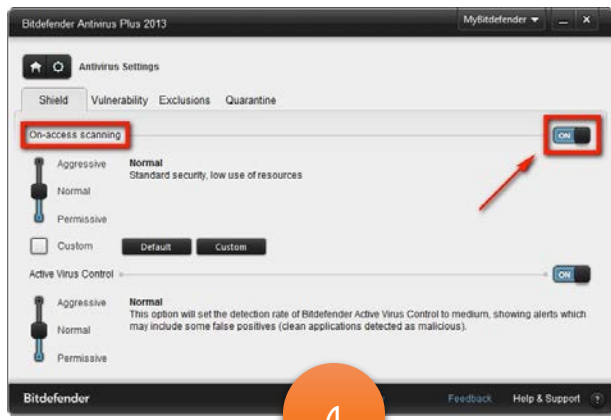 Bitdefender Antivirus Plus 2013
MyBitdefender
Antivirus Settings
Shield Vulnerability Exclusions Quarantine
On-access scanning
ON
Aggressive
Normal
Permissive
Normal
Standard security, low use of resources
Custom
Default Custom
Active Virus Control
ON
Aggressive
Normal
Permissive
Normal
This option will set the detection rate of Bitdefender Active Virus Control to medium, showing alerts which
may include some false positives (clean applications detected as malicious).
Bitdefender
Feedback Help & Support ?
4